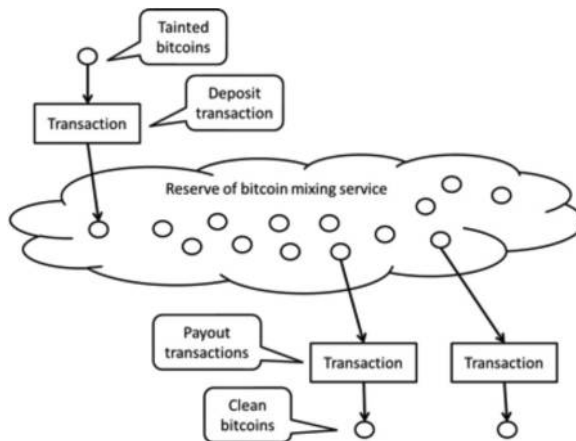 Tainted
bitcoins
Deposit
transaction
Transaction
Reserve of bitcoin mixing service
Payout
transactions
Transaction
Transaction
Clean
bitcoins